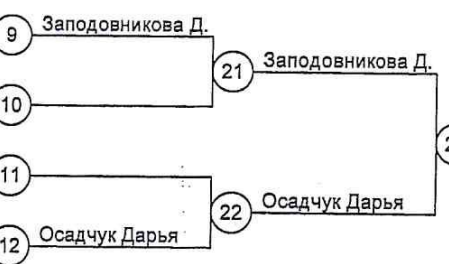 9 Заподовникова Д.
21 Заподовникова Д.
10
11
22 Осадчук Дарья
12 Осадчук Дарья